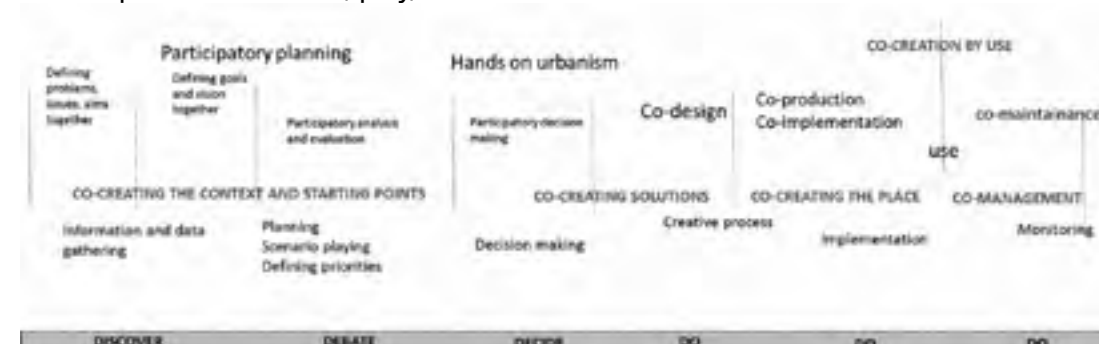 Participatory planning
Defining
problems,
issues, aims
together
Defining goals
and vision
together
Participatory analysis
and evaluation
Hands on urbanism
Participatory decision
making
Co-design
Co-production
Co-Implementation
CO-CREATION BY USE
co-maintainance
use
CO-CREATING THE CONTEXT AND STARTING POINTS
CO-CREATING SOLUTIONS
CO-CREATING THE PLACE
CO-MANAGEMENT
Information and data
gathering
Planning
Scenario playing
Defining priorities
Decision making
Creative process
Implementation
Monitoring
DISCOVER DEBATE DECIDE DO DO DO